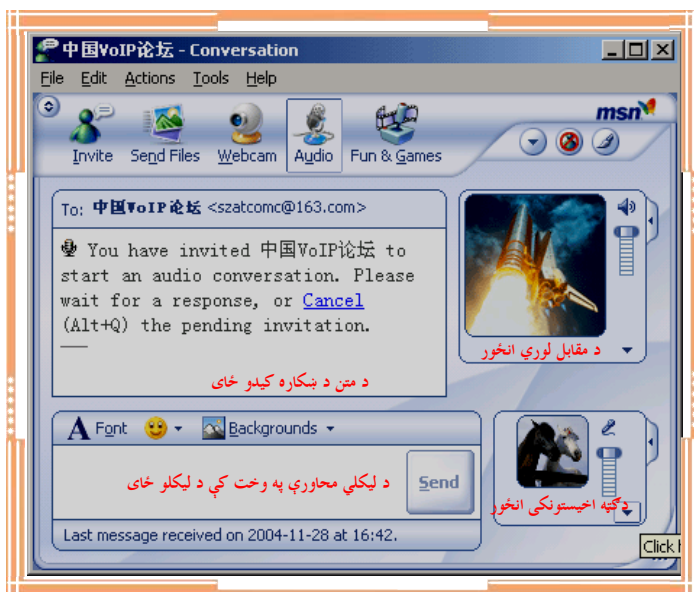 中国VoIP论坛 - Conversation
File Edit Actions Tools Help
msn
Invite Send Files Webcam Audio Fun & Games
To: 中国VoIP论坛 <szatcomc@163.com>
You have invited 中国VoIP论坛 to
start an audio conversation. Please
wait for a response, or Cancel
(Alt+Q) the pending invitation.
د مقابل لوري انځور
د متن د ښکاره کیدو ځای
A Font Backgrounds
د لیکلي محاورې په وخت کې د لیکلو ځای
Send
دګټه اخیستونکی انځور
Last message received on 2004-11-28 at 16:42.
Click